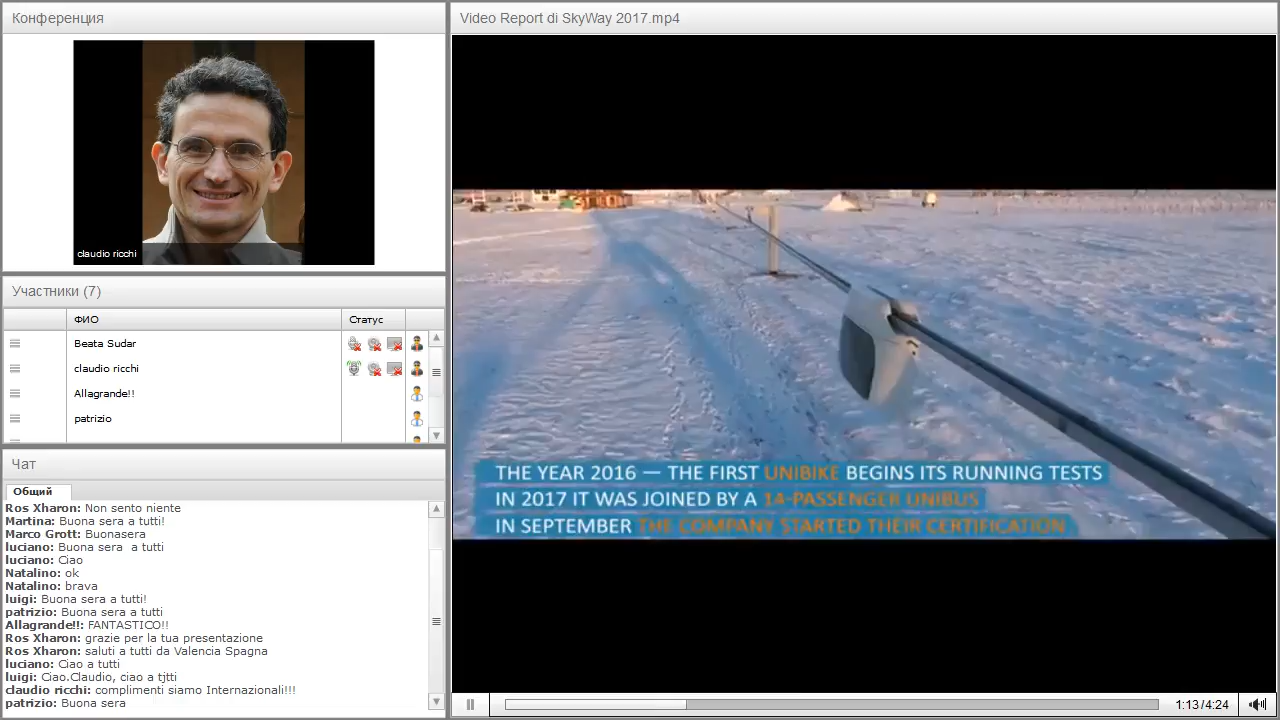 Конференция
claudio ricchi
Участники (7)
ФИО Статус
Beata Sudar
claudio ricchi
Allagrande!!
patrizio
Чат
Общий
Ros Xharon: Non sento niente
Martina: Buona sera a tutti!
Marco Grott: Buonasera
luciano: Buona sera a tutti
luciano: Ciao
Natalino: ok
Natalino: brava
luigi: Buona sera a tutti!
patrizio: Buona sera a tutti
Allagrande!!: FANTASTICO!!
Ros Xharon: grazie per la tua presentazione
Ros Xharon: saluti a tutti da Valencia Spagna
luciano: Ciao a tutti
luigi: Ciao.Claudio, ciao a tjtti
claudio ricchi: complimenti siamo Internazionali!!!
patrizio: Buona sera
Video Report di SkyWay 2017.mp4
THE YEAR 2016 — THE FIRST UNIBIKE BEGINS ITS RUNNING TESTS
IN 2017 IT WAS JOINED BY A 14-PASSENGER UNIBUS
IN SEPTEMBER THE COMPANY STARTED THEIR CERTIFICATION
1:13/4:24